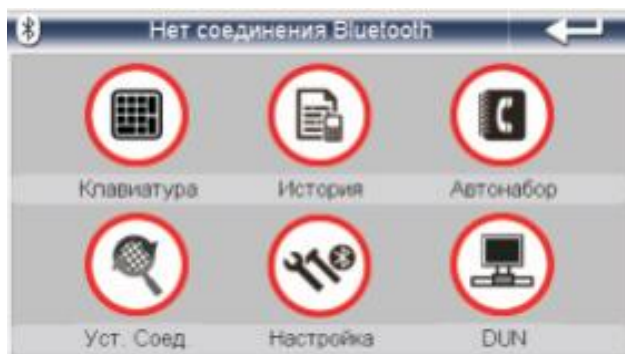 Нет соединения Bluetooth
Клавиатура История Автонабор
Уст. Соед Настройка DUN